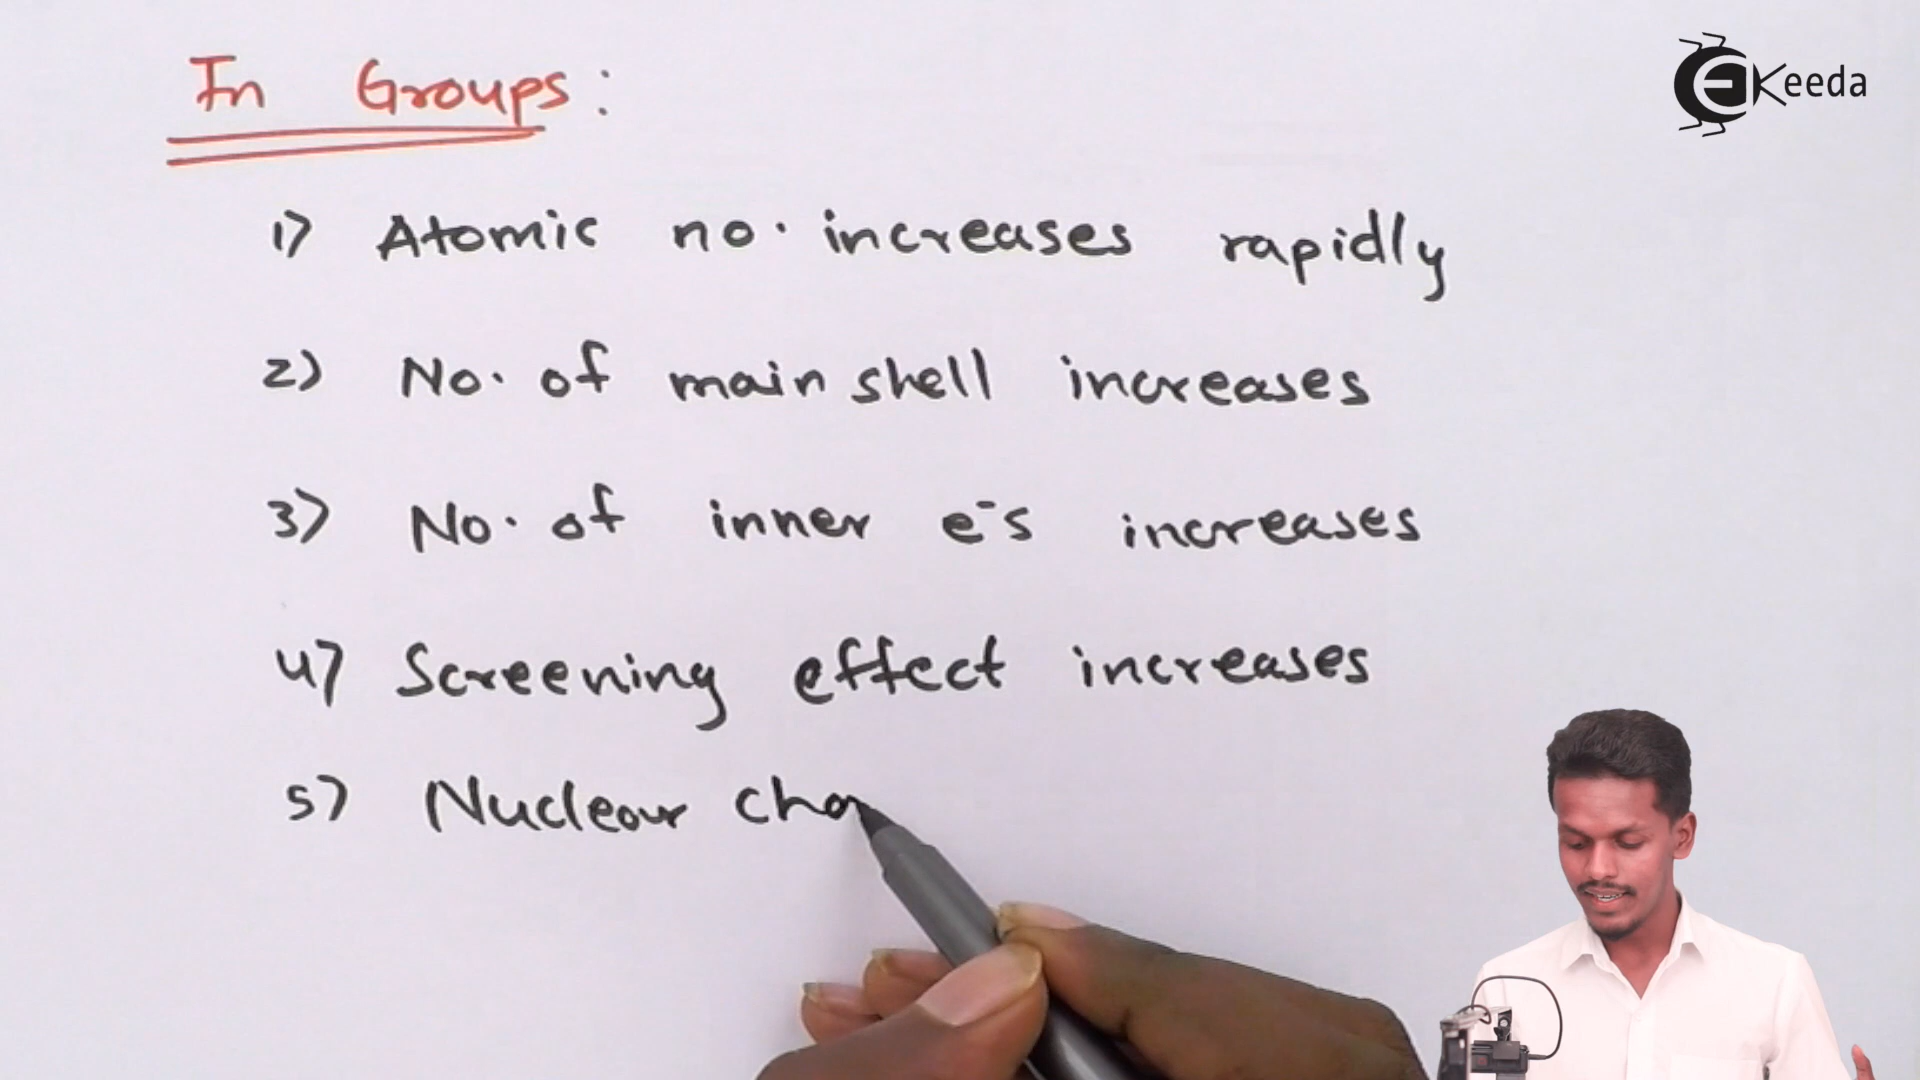 In Groups:
EKeeda
1) Atomic no. increases rapidly
2) No. of main shell increases
3) No. of inner e-s increases
4) Screening effect increases
5) Nuclear cha